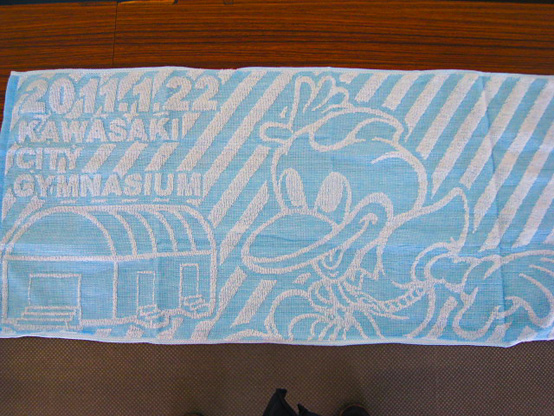 2011.1.22
KAWASAKI
CITY
GYMNASIUM